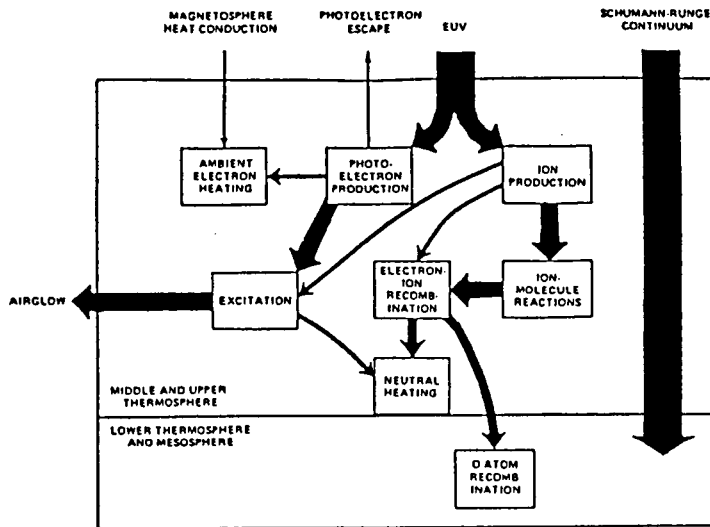 MAGNETOSPHERE
HEAT CONDUCTION
PHOTOELECTRON
ESCAPE
EUV
SCHUMANN-RUNGE
CONTINUUM
AMBIENT
ELECTRON
HEATING
PHOTO-
ELECTRON
PRODUCTION
ION
PRODUCTION
AIRGLOW
EXCITATION
ELECTRON-
ION
RECOMB-
INATION
ION-
MOLECULE
REACTIONS
NEUTRAL
HEATING
MIDDLE AND UPPER
THERMOSPHERE
LOWER THERMOSPHERE
AND MESOSPHERE
O ATOM
RECOMB
INATION